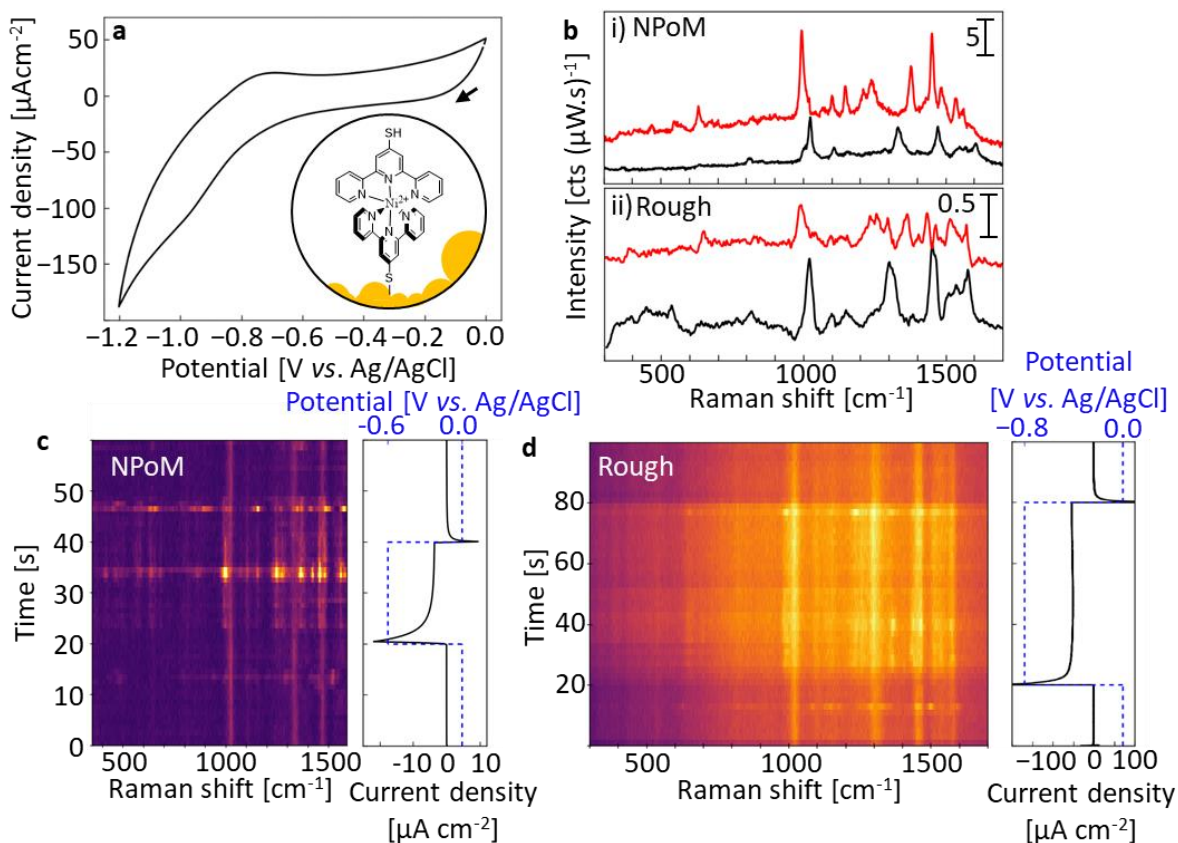 a
Current density [µAcm-2]
50
0
−50
−100
−150
−1.2 −1.0 −0.8 −0.6 −0.4 −0.2 0.0
Potential [V vs. Ag/AgCl]
SH
N
N N
Ni2+
N N
N
S
b
i) NPoM
5
ii) Rough
0.5
Intensity [cts (µW.s)-1]
500 1000 1500
Raman shift [cm-1]
c
NPoM
Time [s]
50
40
30
20
10
0
500 1000 1500
Raman shift [cm-1]
Potential [V vs. Ag/AgCl]
-0.6 0.0
-10 0 10
Current density
[µA cm-2]
d
Rough
Time [s]
80
60
40
20
500 1000 1500
Raman shift [cm-1]
Potential
[V vs. Ag/AgCl]
−0.8 0.0
−100 0 100
Current density
[µA cm-2]